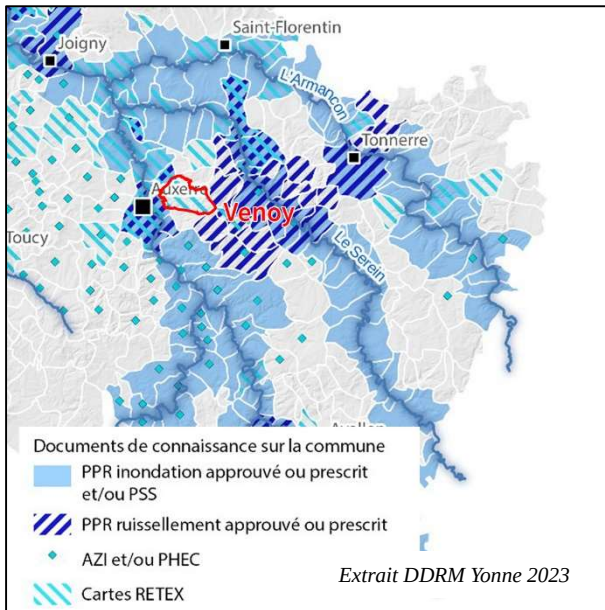 Joigny
Saint-Florentin
L'Armançon
Tonnerre
Auxerre
Venoy
Toucy
Le Serein
Avallon
Documents de connaissance sur la commune
PPR inondation approuvé ou prescrit
et/ou PSS
PPR ruissellement approuvé ou prescrit
AZI et/ou PHEC
Cartes RETEX
Extrait DDRM Yonne 2023